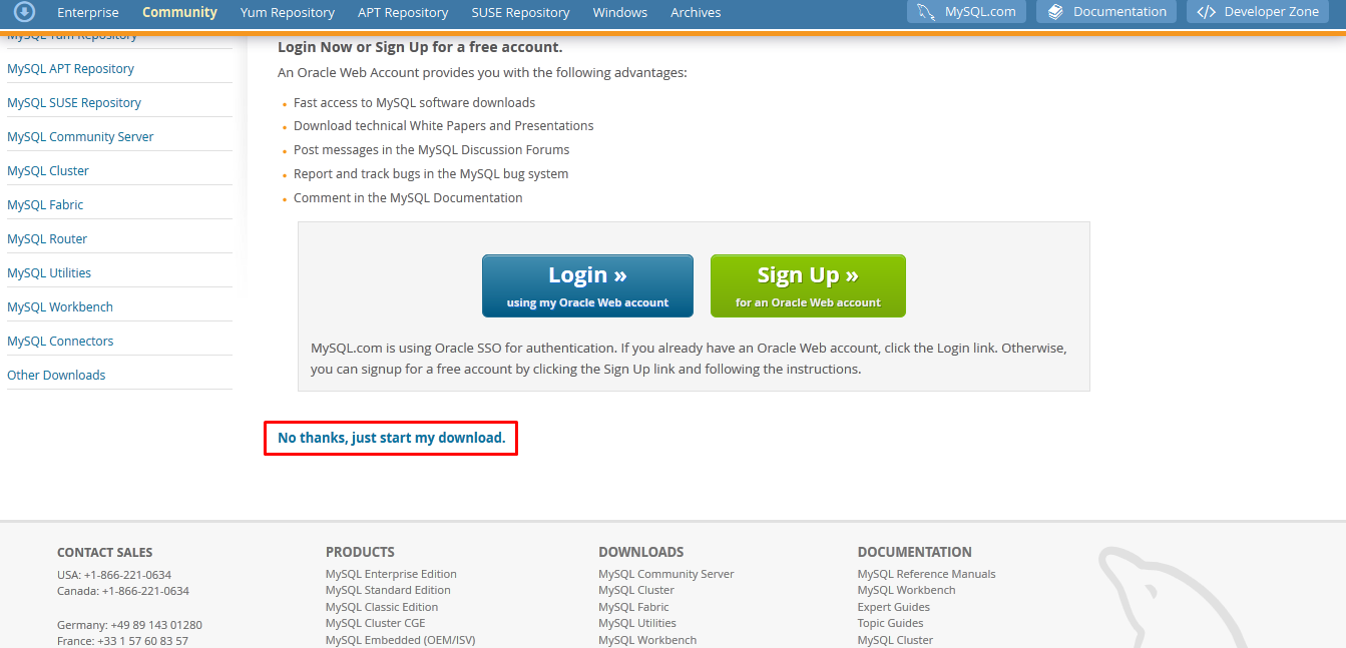 Enterprise Community Yum Repository APT Repository SUSE Repository Windows Archives MySQL.com Documentation Developer Zone
MySQL Yum Repository
MySQL APT Repository
MySQL SUSE Repository
MySQL Community Server
MySQL Cluster
MySQL Fabric
MySQL Router
MySQL Utilities
MySQL Workbench
MySQL Connectors
Other Downloads
Login Now or Sign Up for a free account.
An Oracle Web Account provides you with the following advantages:
Fast access to MySQL software downloads
Download technical White Papers and Presentations
Post messages in the MySQL Discussion Forums
Report and track bugs in the MySQL bug system
Comment in the MySQL Documentation
Login »
using my Oracle Web account
Sign Up »
for an Oracle Web account
MySQL.com is using Oracle SSO for authentication. If you already have an Oracle Web account, click the Login link. Otherwise,
you can signup for a free account by clicking the Sign Up link and following the instructions.
No thanks, just start my download.
CONTACT SALES
USA: +1-866-221-0634
Canada: +1-866-221-0634
Germany: +49 89 143 01280
France: +33 1 57 60 83 57
PRODUCTS
MySQL Enterprise Edition
MySQL Standard Edition
MySQL Classic Edition
MySQL Cluster CGE
MySQL Embedded (OEM/ISV)
DOWNLOADS
MySQL Community Server
MySQL Cluster
MySQL Fabric
MySQL Utilities
MySQL Workbench
DOCUMENTATION
MySQL Reference Manuals
MySQL Workbench
Expert Guides
Topic Guides
MySQL Cluster